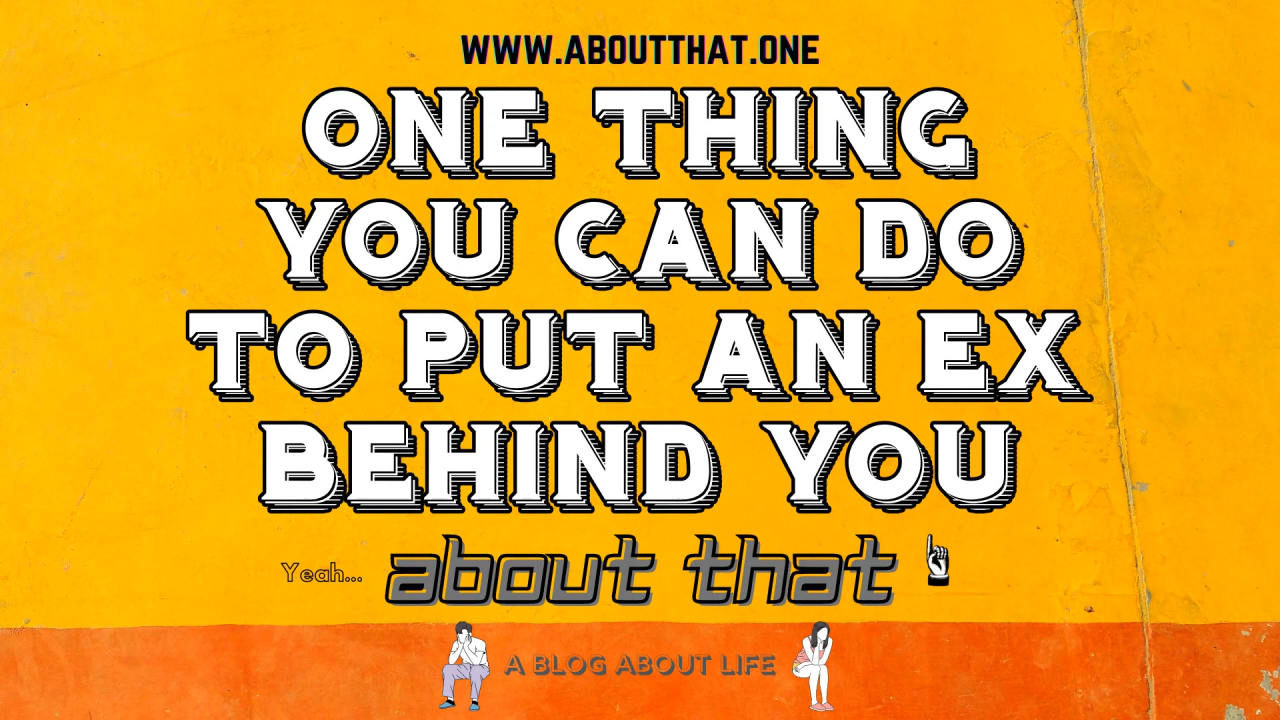 WWW.ABOUTTHAT.ONE
ONE THING
YOU CAN DO
TO PUT AN EX
BEHIND YOU
Yeah... about that
A BLOG ABOUT LIFE